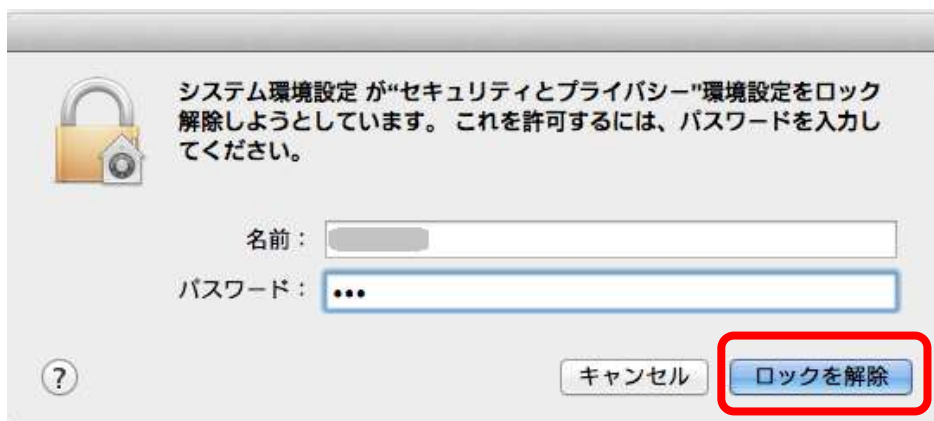 システム環境設定 が“セキュリティとプライバシー"環境設定をロック
解除しようとしています。 これを許可するには、パスワードを入力し
てください。
名前：
パスワード： •••
? キャンセル ロックを解除